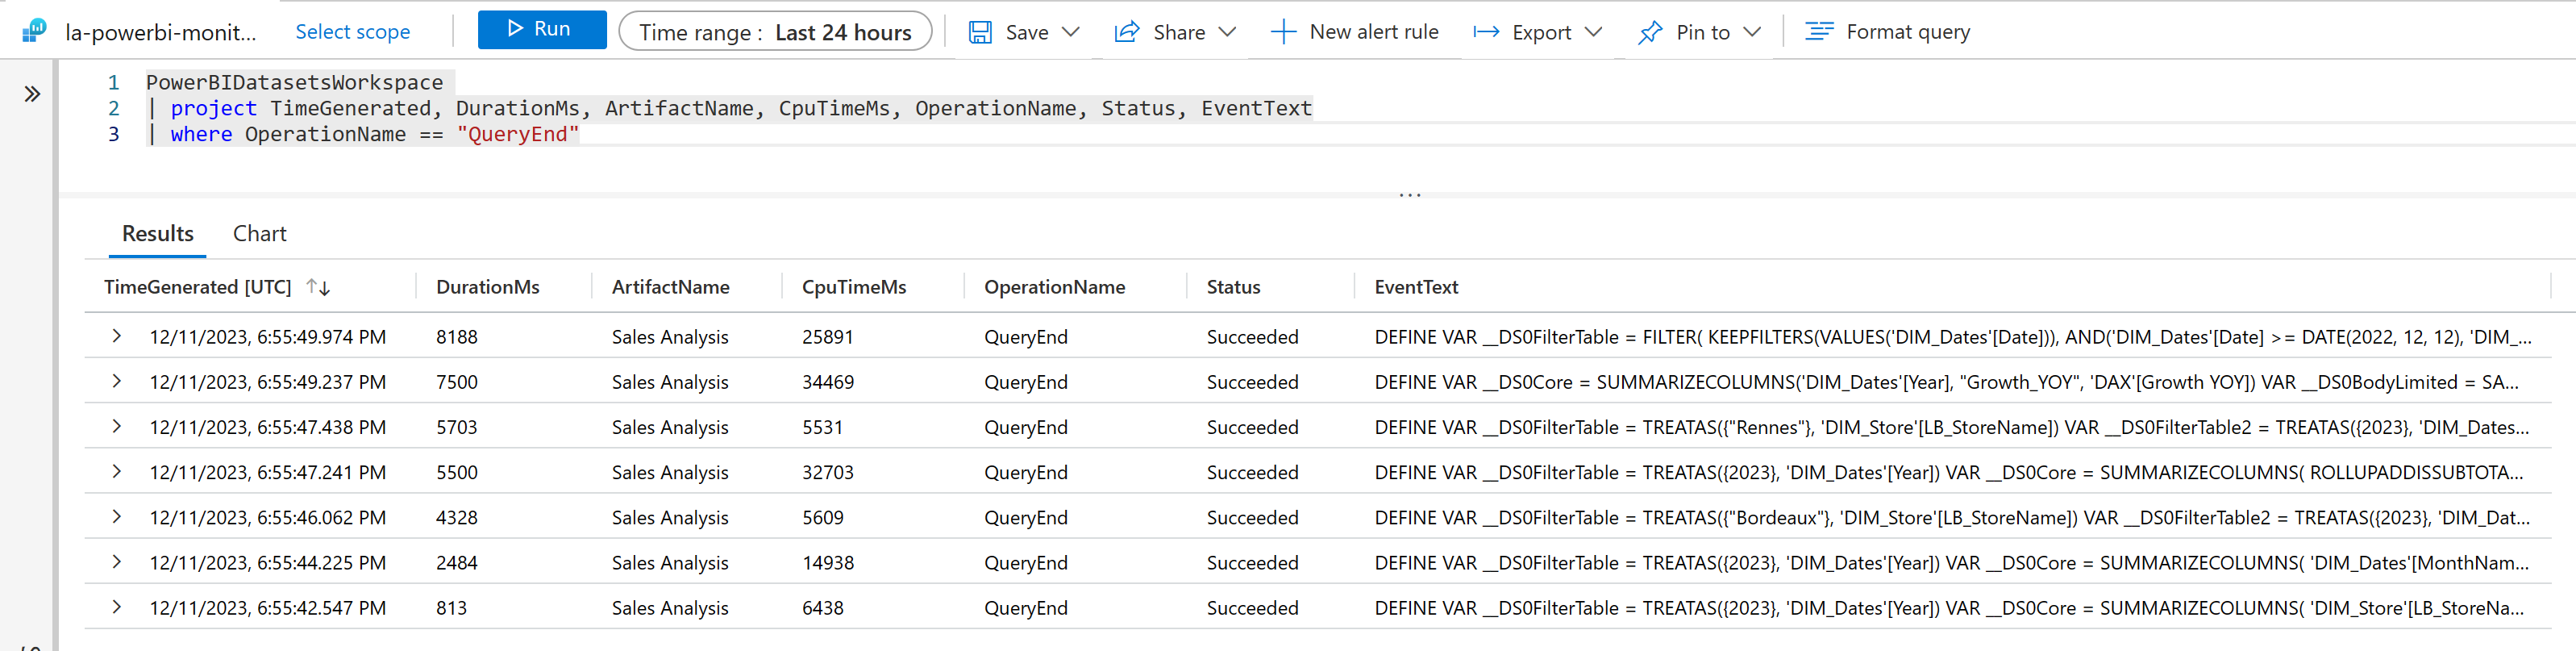 la-powerbi-monit... Select scope Run Time range : Last 24 hours Save Share New alert rule Export Pin to Format query
1 PowerBIDatasetsWorkspace
2 | project TimeGenerated, DurationMs, ArtifactName, CpuTimeMs, OperationName, Status, EventText
3 | where OperationName == "QueryEnd"
...
Results Chart
TimeGenerated [UTC] DurationMs ArtifactName CpuTimeMs OperationName Status EventText
12/11/2023, 6:55:49.974 PM 8188 Sales Analysis 25891 QueryEnd Succeeded DEFINE VAR __DS0FilterTable = FILTER( KEEPFILTERS(VALUES('DIM_Dates'[Date])), AND('DIM_Dates'[Date] >= DATE(2022, 12, 12), 'DIM_...
12/11/2023, 6:55:49.237 PM 7500 Sales Analysis 34469 QueryEnd Succeeded DEFINE VAR __DS0Core = SUMMARIZECOLUMNS('DIM_Dates'[Year], "Growth_YOY", 'DAX'[Growth YOY]) VAR __DS0BodyLimited = SA...
12/11/2023, 6:55:47.438 PM 5703 Sales Analysis 5531 QueryEnd Succeeded DEFINE VAR __DS0FilterTable = TREATAS({"Rennes"}, 'DIM_Store'[LB_StoreName]) VAR __DS0FilterTable2 = TREATAS({2023}, 'DIM_Dates...
12/11/2023, 6:55:47.241 PM 5500 Sales Analysis 32703 QueryEnd Succeeded DEFINE VAR __DS0FilterTable = TREATAS({2023}, 'DIM_Dates'[Year]) VAR __DS0Core = SUMMARIZECOLUMNS( ROLLUPADDISSUBTOTA...
12/11/2023, 6:55:46.062 PM 4328 Sales Analysis 5609 QueryEnd Succeeded DEFINE VAR __DS0FilterTable = TREATAS({"Bordeaux"}, 'DIM_Store'[LB_StoreName]) VAR __DS0FilterTable2 = TREATAS({2023}, 'DIM_Dat...
12/11/2023, 6:55:44.225 PM 2484 Sales Analysis 14938 QueryEnd Succeeded DEFINE VAR __DS0FilterTable = TREATAS({2023}, 'DIM_Dates'[Year]) VAR __DS0Core = SUMMARIZECOLUMNS( 'DIM_Dates'[MonthNam...
12/11/2023, 6:55:42.547 PM 813 Sales Analysis 6438 QueryEnd Succeeded DEFINE VAR __DS0FilterTable = TREATAS({2023}, 'DIM_Dates'[Year]) VAR __DS0Core = SUMMARIZECOLUMNS( 'DIM_Store'[LB_StoreNa...